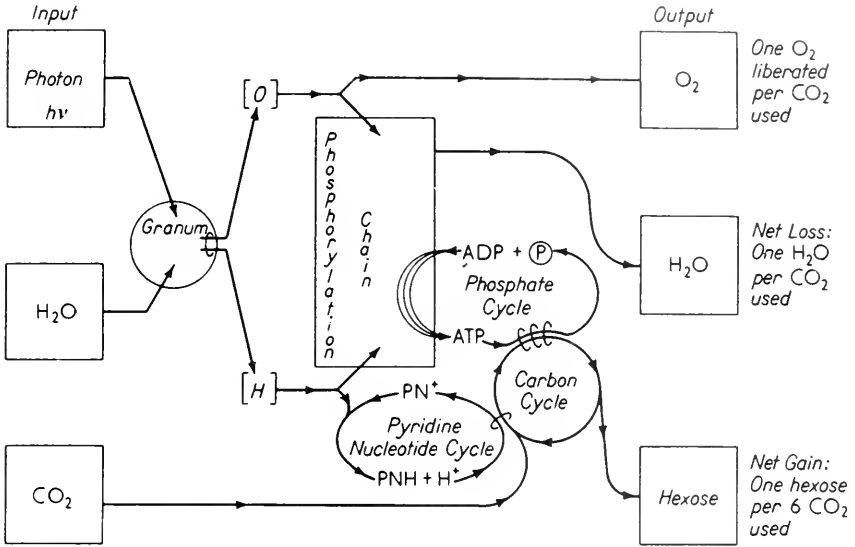 Input
Output
Photon
hν
[O]
O₂
One O₂
liberated
per CO₂
used
Phosphorylation
Chain
Granum
H₂O
ADP + Ⓟ
Phosphate
Cycle
ATP
H₂O
Net Loss:
One H₂O
per CO₂
used
[H]
PN⁺
Pyridine
Nucleotide Cycle
PNH + H⁺
Carbon
Cycle
CO₂
Hexose
Net Gain:
One hexose
per 6 CO₂
used